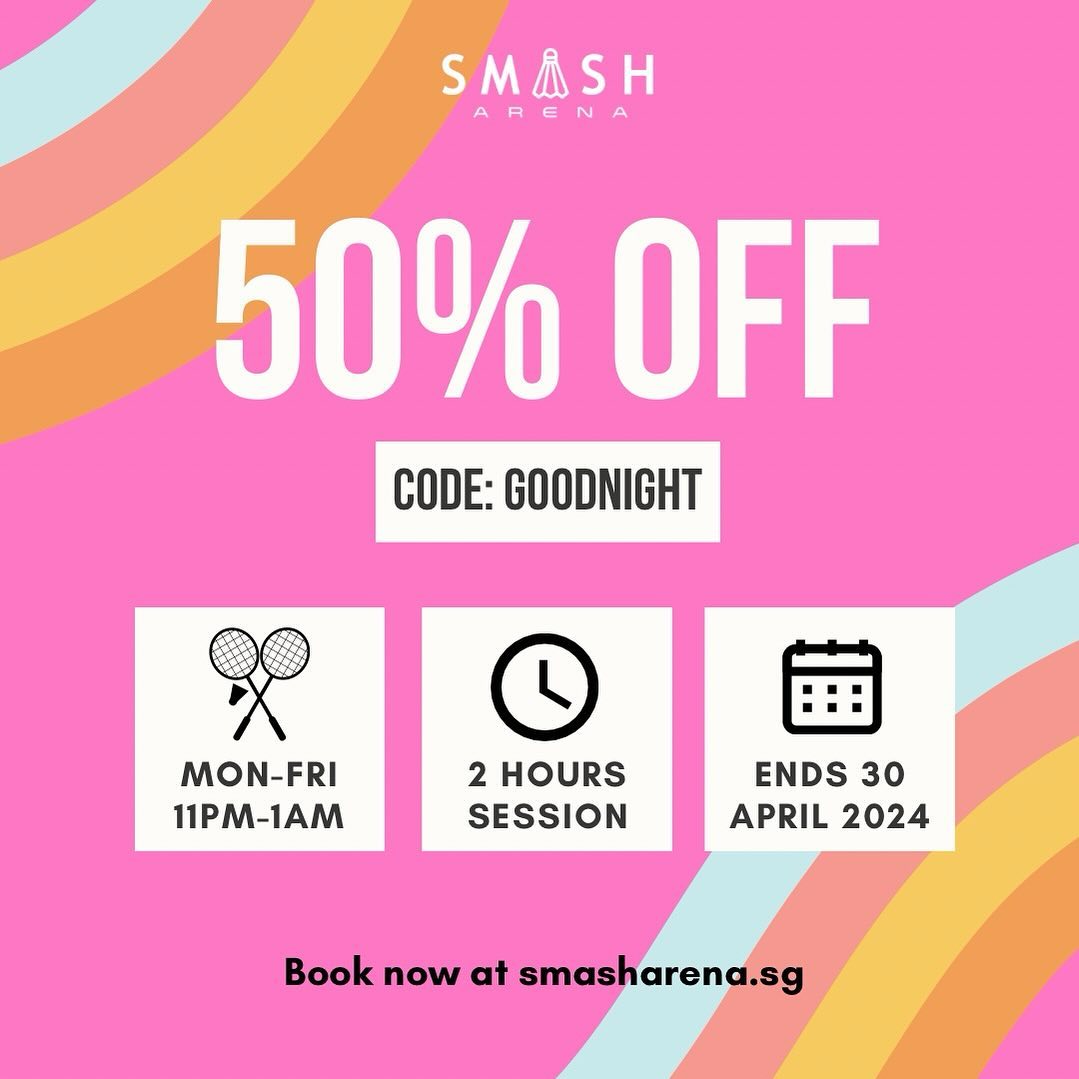 SMASH
ARENA
50% OFF
CODE: GOODNIGHT
MON-FRI
11PM-1AM
2 HOURS
SESSION
ENDS 30
APRIL 2024
Book now at smasharena.sg